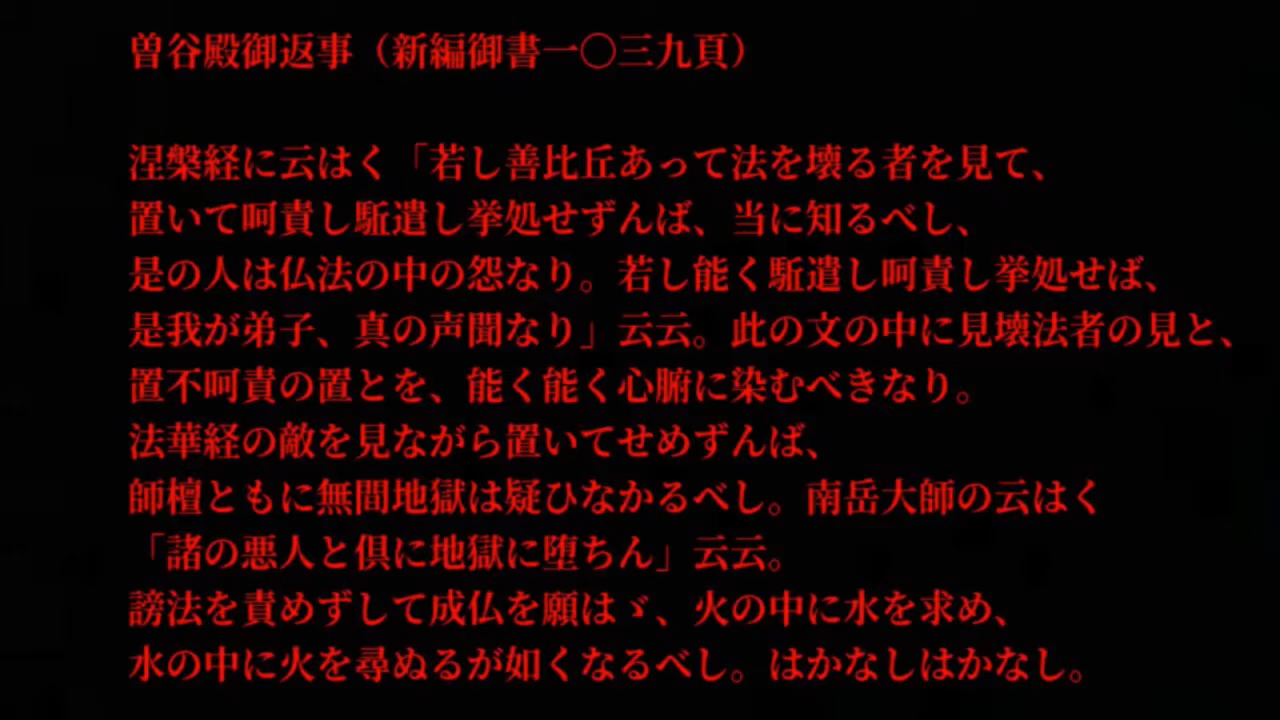 曽谷殿御返事（新編御書一〇三九頁）
涅槃経に云はく「若し善比丘あって法を壊る者を見て、
置いて呵責し駈遣し挙処せずんば、当に知るべし、
是の人は仏法の中の怨なり。若し能く駈遣し呵責し挙処せば、
是我が弟子、真の声聞なり」云云。此の文の中に見壊法者の見と、
置不呵責の置とを、能く能く心腑に染むべきなり。
法華経の敵を見ながら置いてせめずんば、
師檀ともに無間地獄は疑ひなかるべし。南岳大師の云はく
「諸の悪人と倶に地獄に堕ちん」云云。
謗法を責めずして成仏を願はゞ、火の中に水を求め、
水の中に火を尋ぬるが如くなるべし。はかなしはかなし。